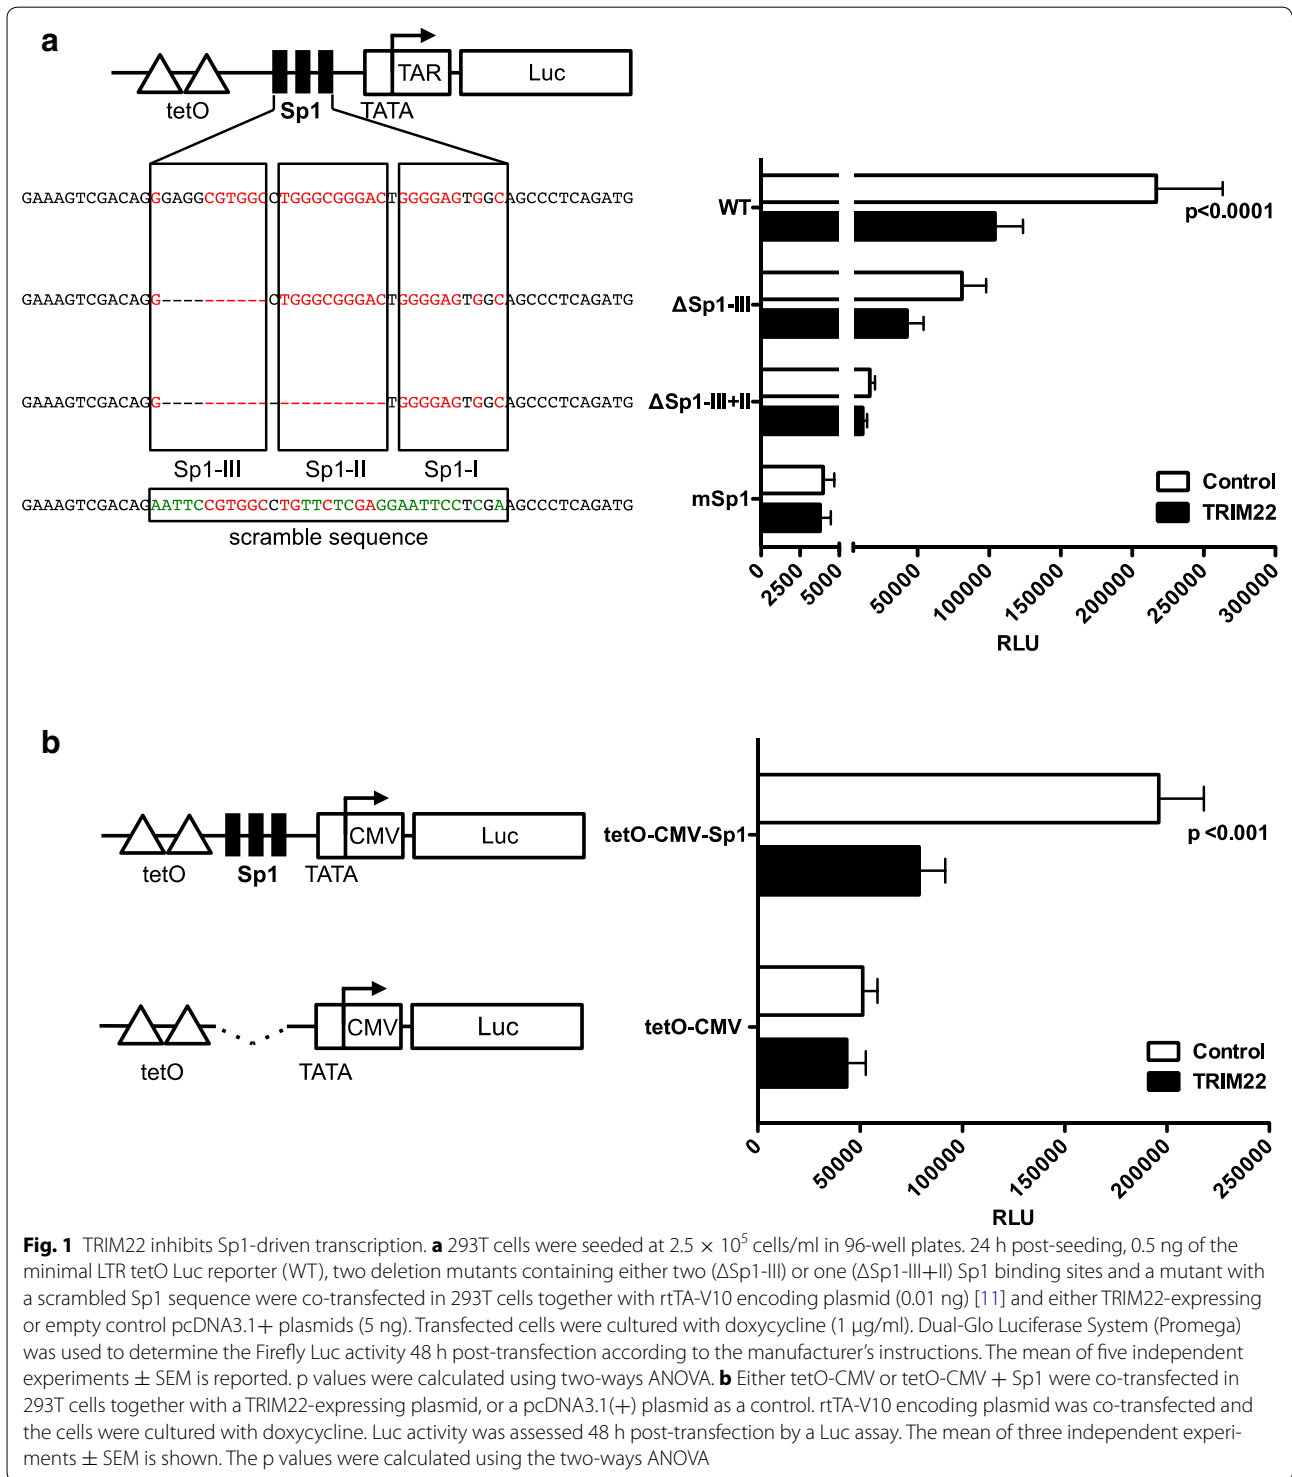 a
tetO
Sp1
TATA
TAR
Luc
GAAAGTCGACAGGGAGGCGTGGCCTGGGCGGGACTGGGGAGTGGCAGCCCTCAGATG
GAAAGTCGACAGG-----------CTGGGCGGGACTGGGGAGTGGCAGCCCTCAGATG
GAAAGTCGACAGG----------------------TGGGGAGTGGCAGCCCTCAGATG
Sp1-III Sp1-II Sp1-I
GAAAGTCGACAGAATTCCGTGGCCTGTTCTCGAGGAATTCCTCGAAGCCCTCAGATG
scramble sequence
WT
p<0.0001
ΔSp1-III
ΔSp1-III+II
mSp1
Control
TRIM22
0 2500 5000 50000 100000 150000 200000 250000 300000
RLU
b
tetO
Sp1
TATA
CMV
Luc
tetO
TATA
CMV
Luc
tetO-CMV-Sp1
p <0.001
tetO-CMV
Control
TRIM22
0 50000 100000 150000 200000 250000
RLU
Fig. 1 TRIM22 inhibits Sp1-driven transcription. a 293T cells were seeded at 2.5 × 10⁵ cells/ml in 96-well plates. 24 h post-seeding, 0.5 ng of the
minimal LTR tetO Luc reporter (WT), two deletion mutants containing either two (ΔSp1-III) or one (ΔSp1-III+II) Sp1 binding sites and a mutant with
a scrambled Sp1 sequence were co-transfected in 293T cells together with rtTA-V10 encoding plasmid (0.01 ng) [11] and either TRIM22-expressing
or empty control pcDNA3.1+ plasmids (5 ng). Transfected cells were cultured with doxycycline (1 μg/ml). Dual-Glo Luciferase System (Promega)
was used to determine the Firefly Luc activity 48 h post-transfection according to the manufacturer's instructions. The mean of five independent
experiments ± SEM is reported. p values were calculated using two-ways ANOVA. b Either tetO-CMV or tetO-CMV + Sp1 were co-transfected in
293T cells together with a TRIM22-expressing plasmid, or a pcDNA3.1(+) plasmid as a control. rtTA-V10 encoding plasmid was co-transfected and
the cells were cultured with doxycycline. Luc activity was assessed 48 h post-transfection by a Luc assay. The mean of three independent experi-
ments ± SEM is shown. The p values were calculated using the two-ways ANOVA